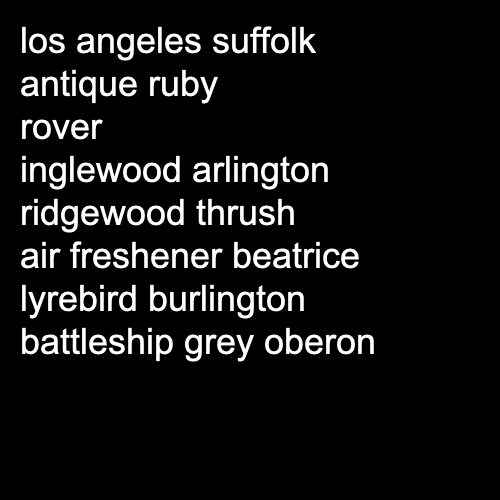 los angeles suffolk
antique ruby
rover
inglewood arlington
ridgewood thrush
air freshener beatrice
lyrebird burlington
battleship grey oberon